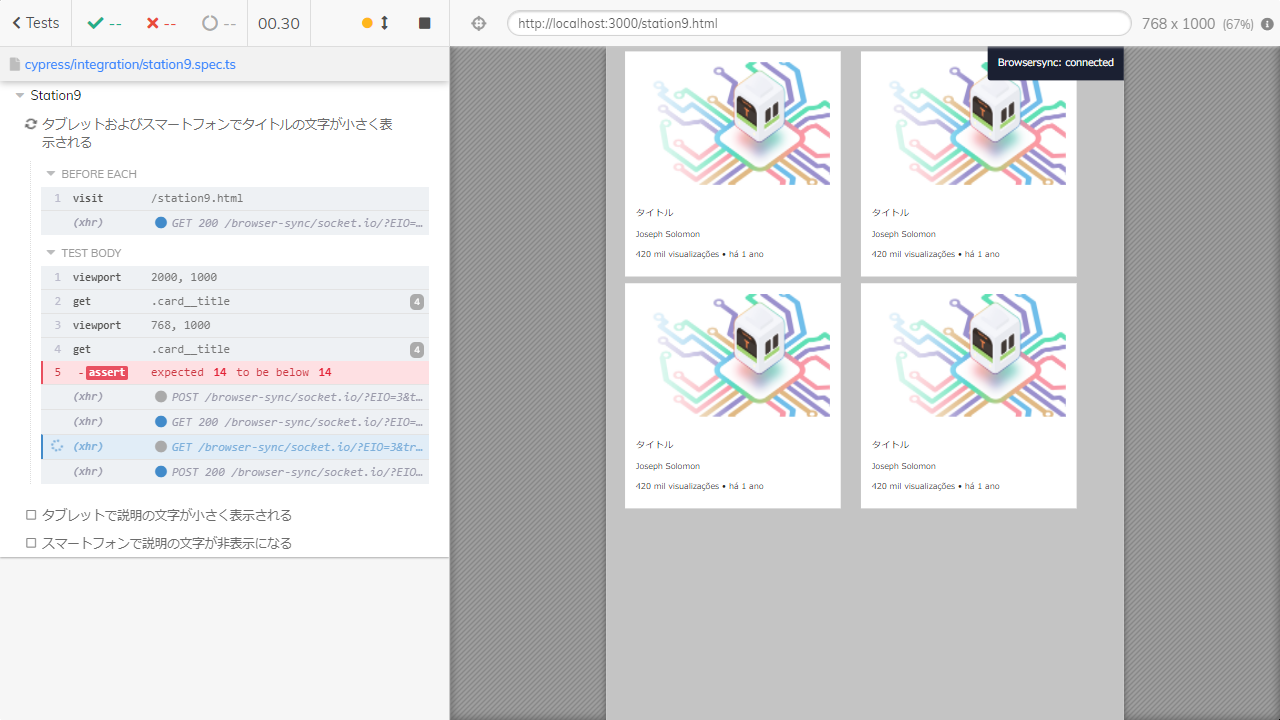 Tests
--
--
--
00.30
http://localhost:3000/station9.html
768 x 1000 (67%)
cypress/integration/station9.spec.ts
Browsersync: connected
Station9
タブレットおよびスマートフォンでタイトルの文字が小さく表
示される
BEFORE EACH
1 visit /station9.html
(xhr) GET 200 /browser-sync/socket.io/?EIO=…
TEST BODY
1 viewport 2000, 1000
2 get .card__title 4
3 viewport 768, 1000
4 get .card__title 4
5 -assert expected 14 to be below 14
(xhr) POST /browser-sync/socket.io/?EIO=3&t…
(xhr) GET 200 /browser-sync/socket.io/?EIO=…
(xhr) GET /browser-sync/socket.io/?EIO=3&tr…
(xhr) POST 200 /browser-sync/socket.io/?EIO…
タブレットで説明の文字が小さく表示される
スマートフォンで説明の文字が非表示になる
タイトル
Joseph Solomon
420 mil visualizações • há 1 ano
タイトル
Joseph Solomon
420 mil visualizações • há 1 ano
タイトル
Joseph Solomon
420 mil visualizações • há 1 ano
タイトル
Joseph Solomon
420 mil visualizações • há 1 ano